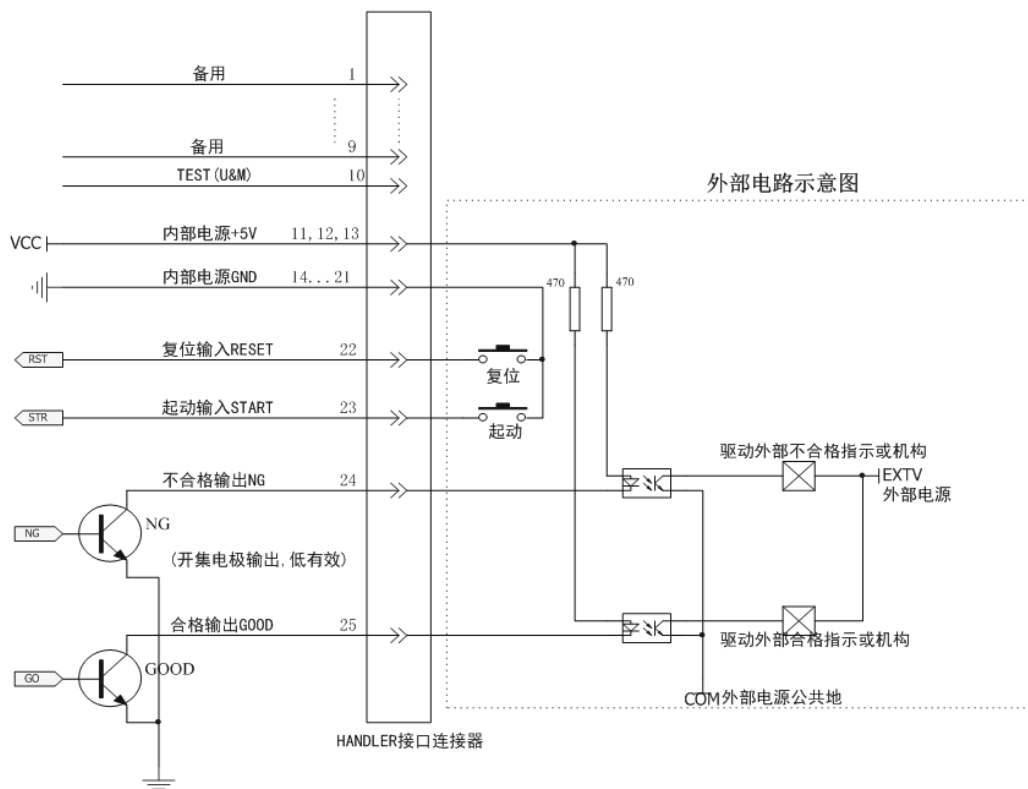 备用 1
备用 9
TEST(U&M) 10
外部电路示意图
VCC 内部电源+5V 11,12,13
内部电源GND 14...21
470 470
RST 复位输入RESET 22
复位
STR 起动输入START 23
起动
驱动外部不合格指示或机构
不合格输出NG 24
EXTV
外部电源
NG NG
(开集电极输出,低有效)
合格输出GOOD 25
驱动外部合格指示或机构
GO GOOD
COM外部电源公共地
HANDLER接口连接器